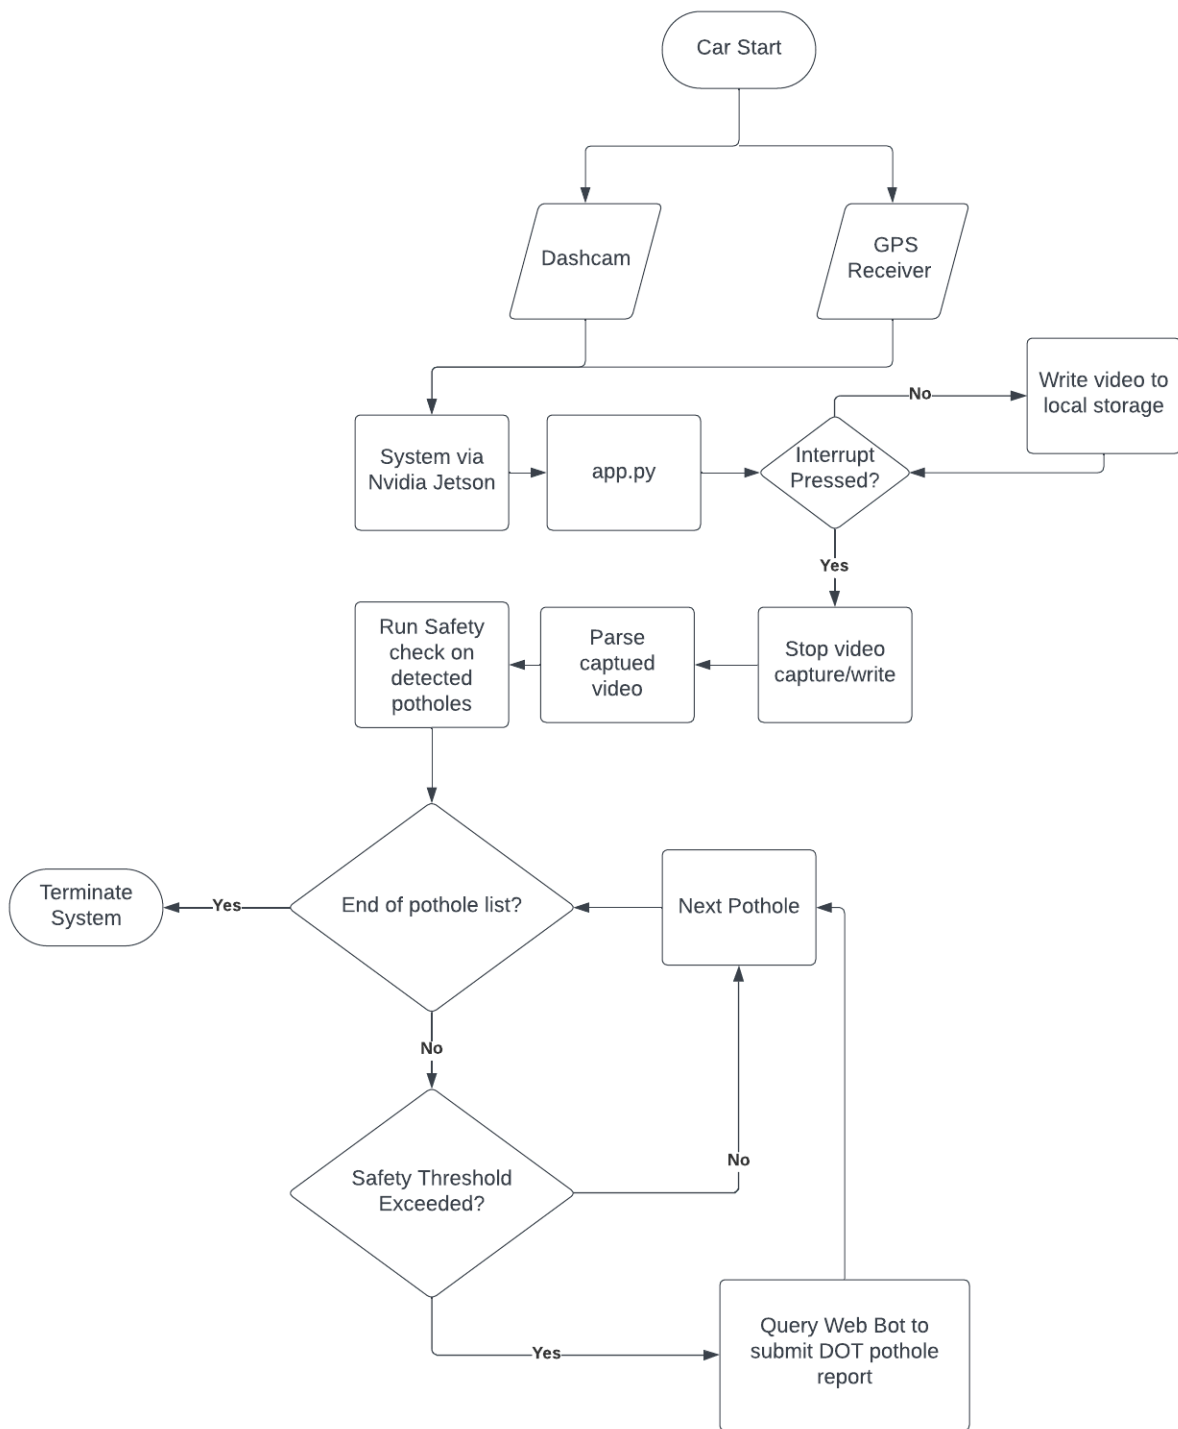 Car Start
Dashcam
GPS
Receiver
No
Write video to
local storage
System via
Nvidia Jetson
app.py
Interrupt
Pressed?
Yes
Run Safety
check on
detected
potholes
Parse
captued
video
Stop video
capture/write
Terminate
System
Yes
End of pothole list?
Next Pothole
No
Safety Threshold
Exceeded?
No
Yes
Query Web Bot to
submit DOT pothole
report